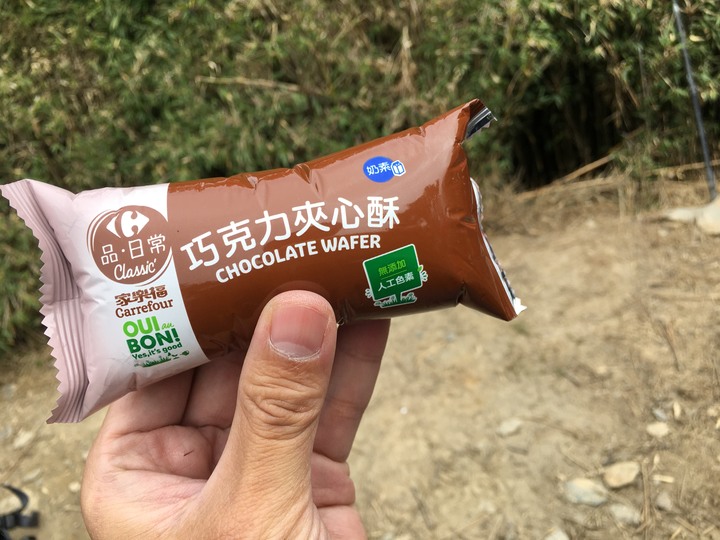 品·日常
Classic'
家樂福
Carrefour
OUI au
BON!
Yes, it's good
巧克力夾心酥
CHOCOLATE WAFER
奶素
無添加
人工色素